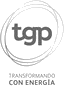 tgp
TRANSFORMANDO
CON ENERGÍA